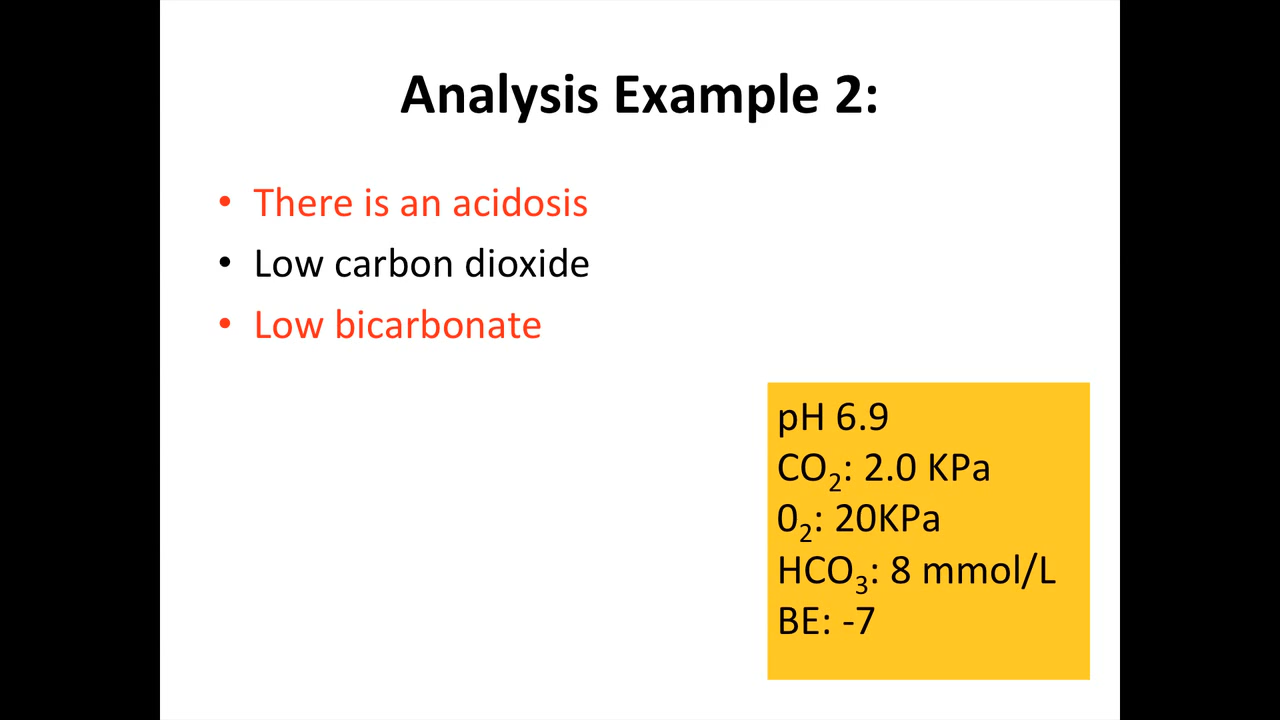 Analysis Example 2:
• There is an acidosis
• Low carbon dioxide
• Low bicarbonate
pH 6.9
CO₂: 2.0 KPa
0₂: 20KPa
HCO₃: 8 mmol/L
BE: -7